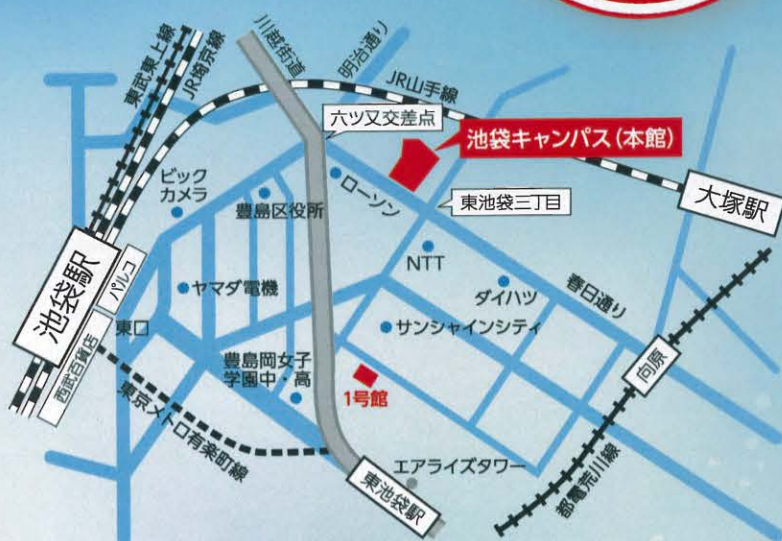 東武東上線
JR埼京線
川越街道
明治通り
JR山手線
六ツ又交差点
池袋キャンパス(本館)
ビック
カメラ
豊島区役所
ローソン
東池袋三丁目
大塚駅
池袋駅
パルコ
NTT
ヤマダ電機
ダイハツ
春日通り
東口
サンシャインシティ
西武百貨店
豊島岡女子
学園中・高
1号館
向原
東京メトロ有楽町線
エアライズタワー
東池袋駅
都電荒川線